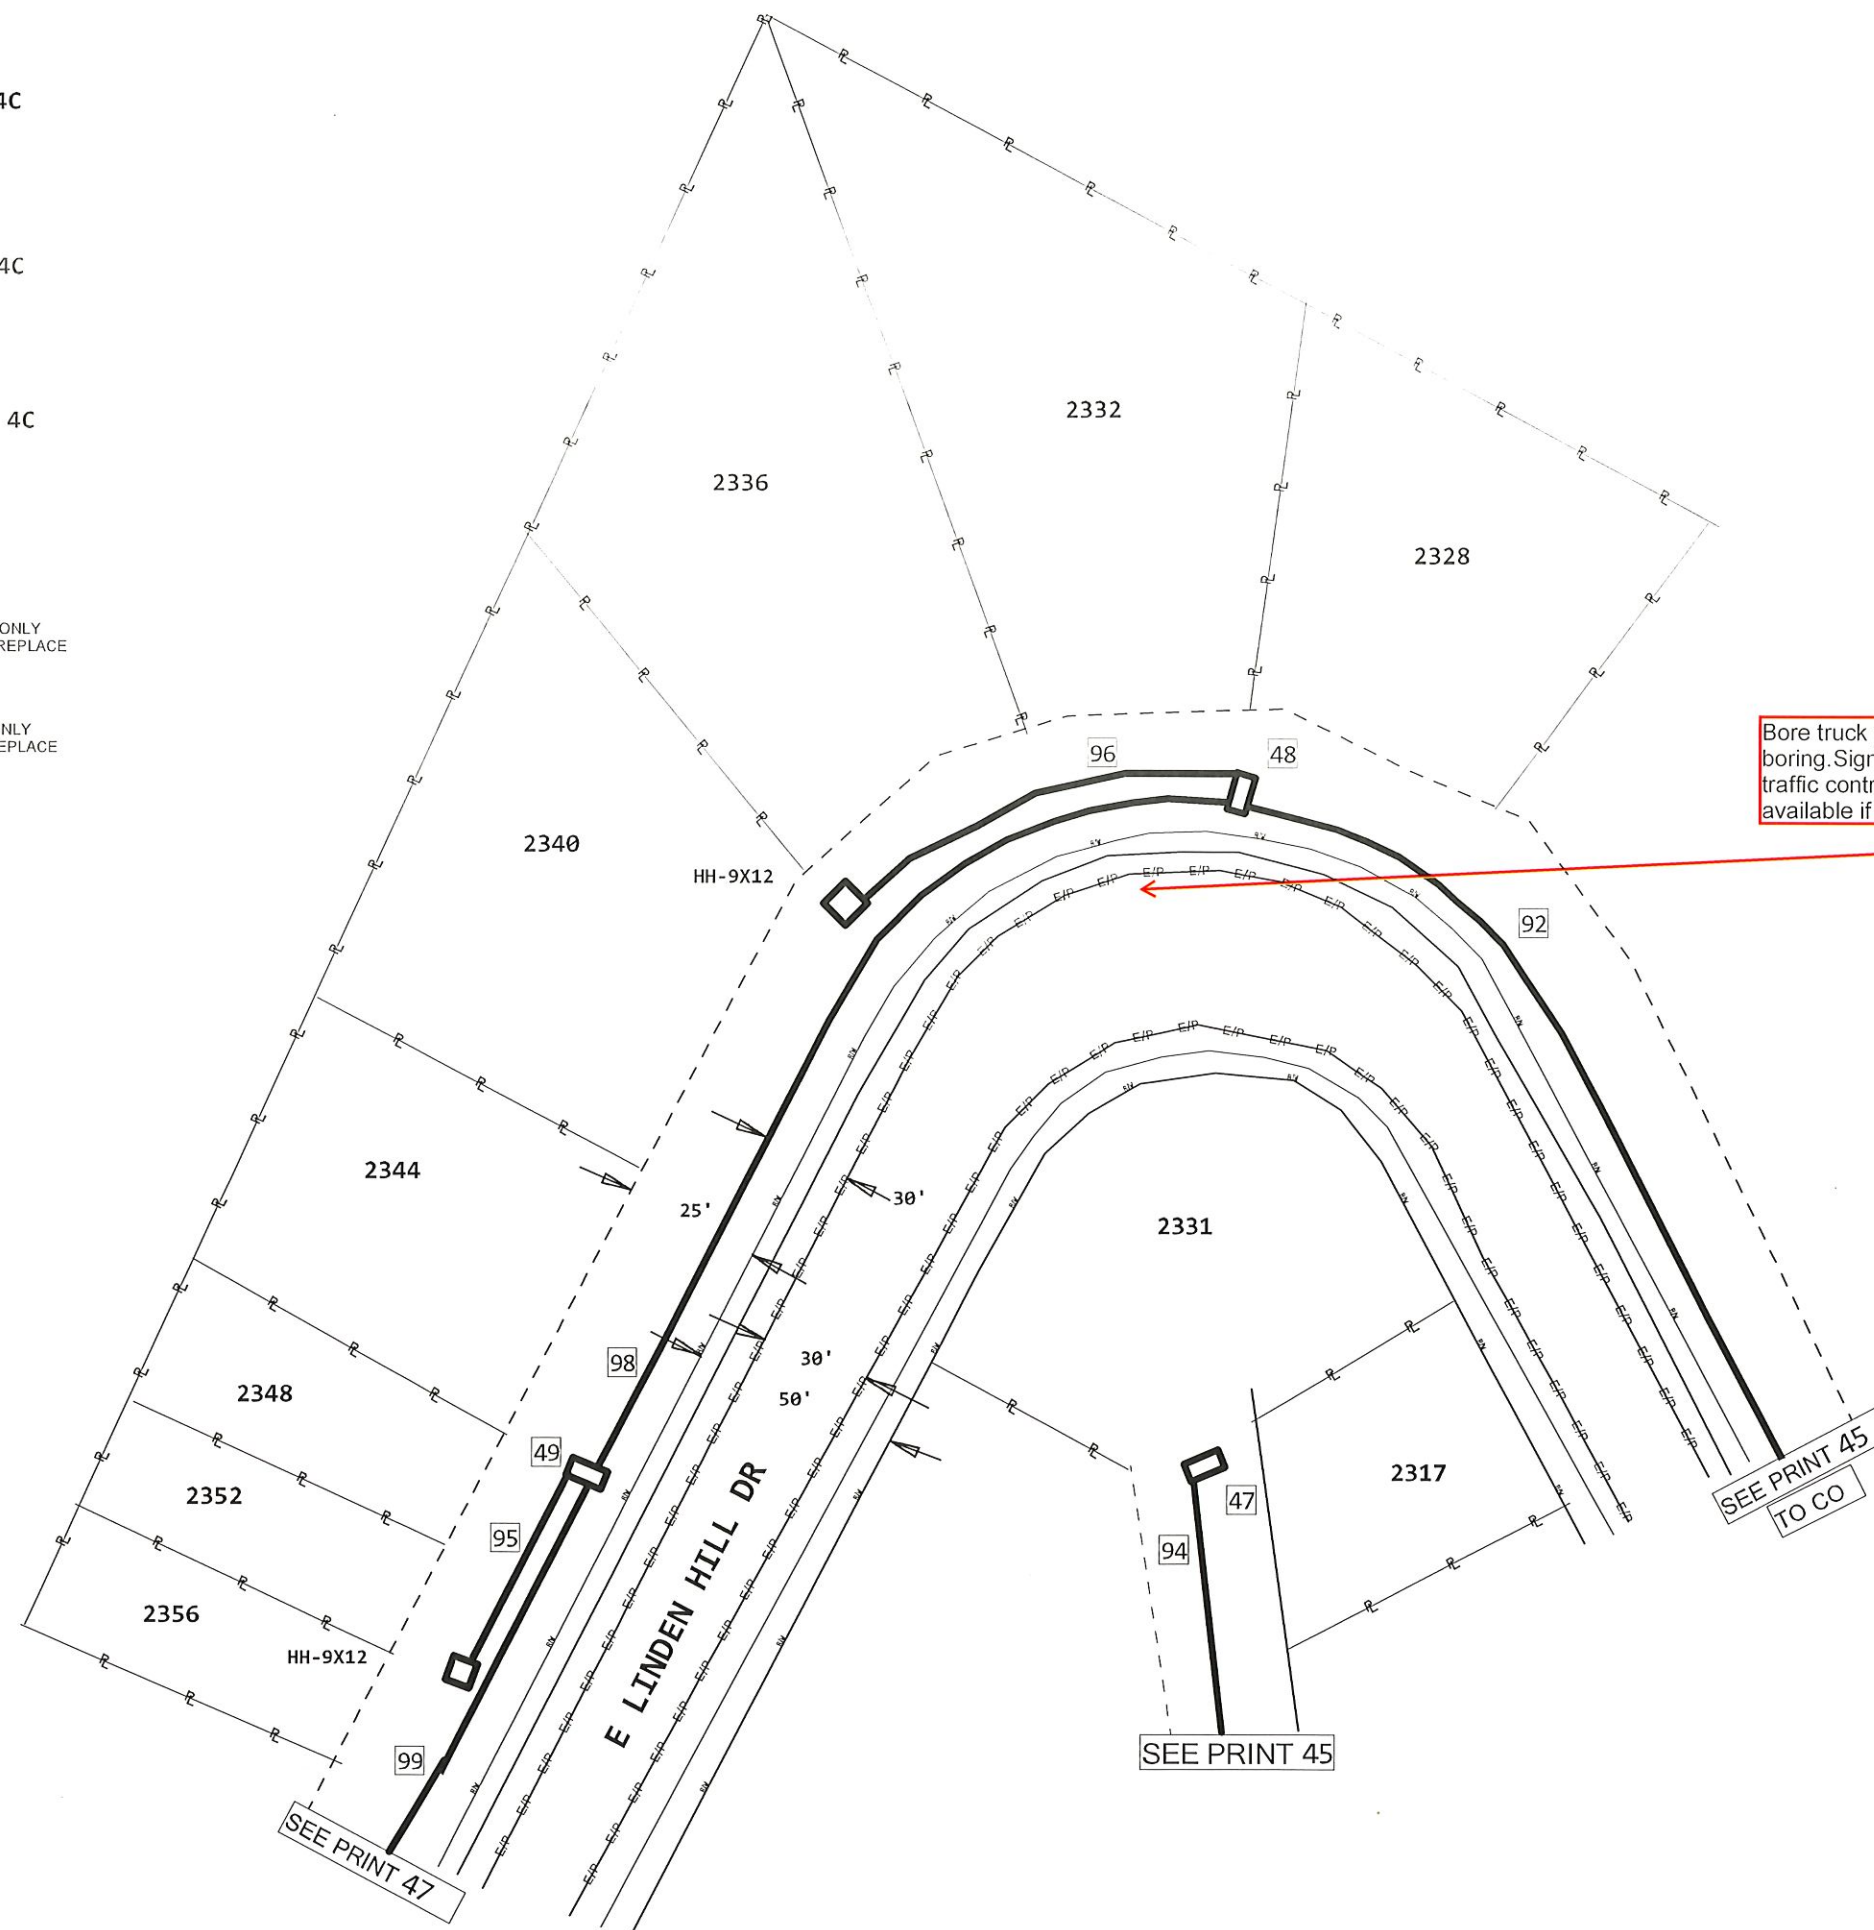 4C
4C
4C
ONLY
REPLACE
NLY
EPLACE
2332
2336
2328
Bore truck
boring.Sign
traffic contr
available if
96
48
2340
HH-9X12
92
2344
25'
30'
2331
98
30'
50'
2348
49
2352
95
E LINDEN HILL DR
47
2317
94
SEE PRINT 45
TO CO
2356
HH-9X12
99
SEE PRINT 45
SEE PRINT 47